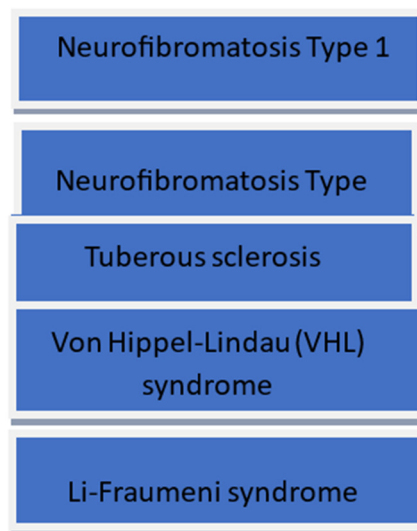 Neurofibromatosis Type 1
Neurofibromatosis Type
Tuberous sclerosis
Von Hippel-Lindau (VHL)
syndrome
Li-Fraumeni syndrome